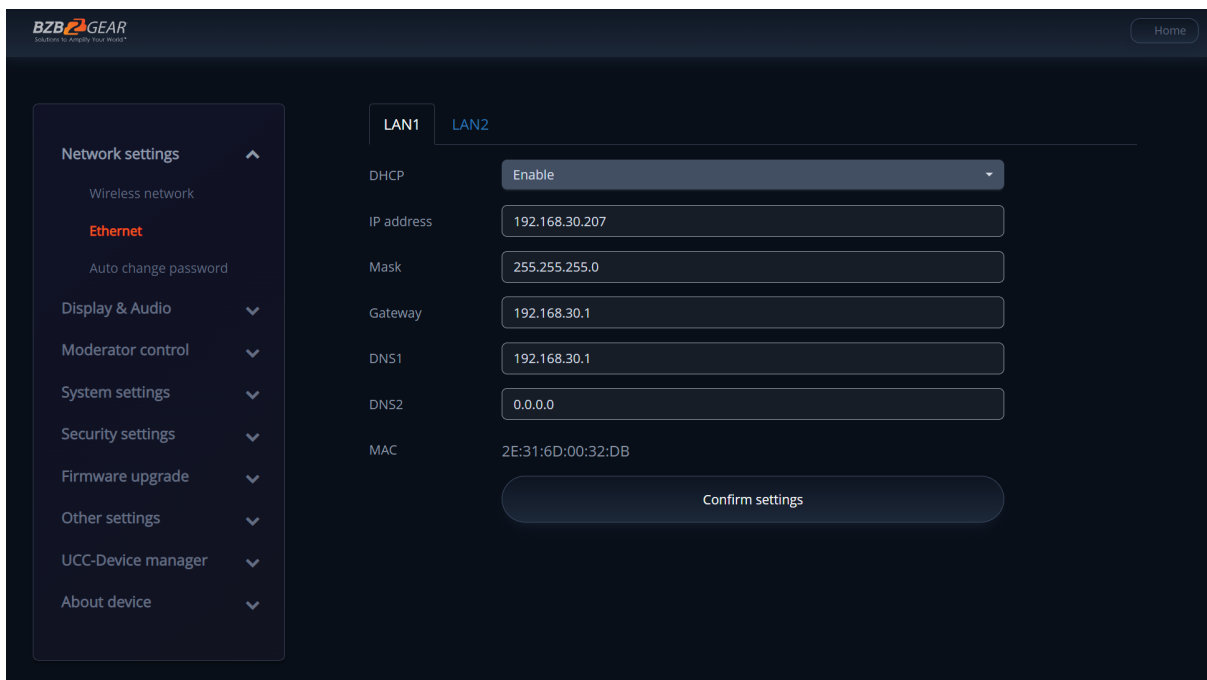 BZBGEAR
Solutions to Amplify Your World™
Home
Network settings
Wireless network
Ethernet
Auto change password
Display & Audio
Moderator control
System settings
Security settings
Firmware upgrade
Other settings
UCC-Device manager
About device
LAN1 LAN2
DHCP Enable
IP address 192.168.30.207
Mask 255.255.255.0
Gateway 192.168.30.1
DNS1 192.168.30.1
DNS2 0.0.0.0
MAC 2E:31:6D:00:32:DB
Confirm settings